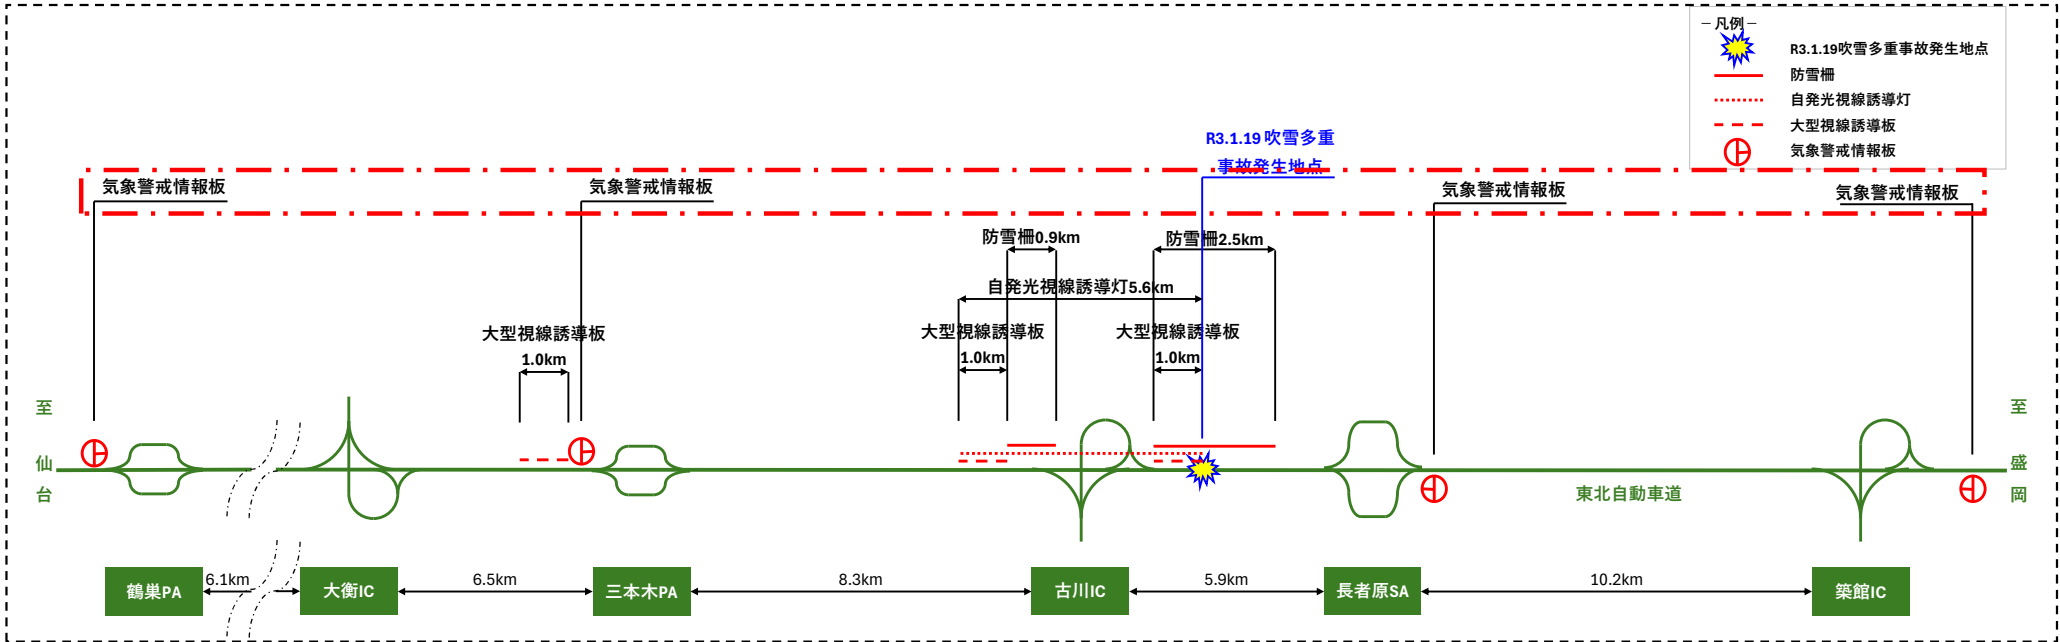 －凡例－
R3.1.19吹雪多重事故発生地点
防雪柵
自発光視線誘導灯
大型視線誘導板
気象警戒情報板
R3.1.19 吹雪多重
事故発生地点
気象警戒情報板
気象警戒情報板
気象警戒情報板
気象警戒情報板
防雪柵0.9km
防雪柵2.5km
自発光視線誘導灯5.6km
大型視線誘導板
1.0km
大型視線誘導板
1.0km
大型視線誘導板
1.0km
至
仙
台
至
盛
岡
東北自動車道
鶴巣PA
6.1km
大衡IC
6.5km
三本木PA
8.3km
古川IC
5.9km
長者原SA
10.2km
築館IC